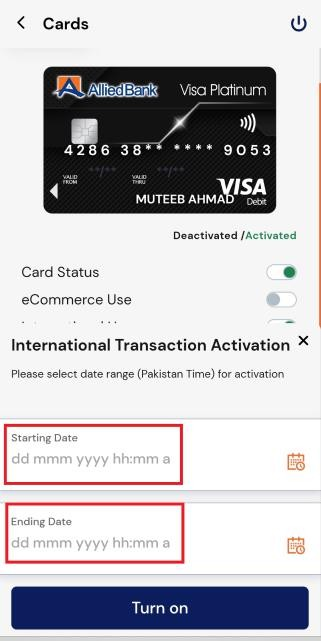 Cards
AlliedBank Visa Platinum
4286 38** **** 9053
VALID FROM **/** VALID THRU **/**
MUTEEB AHMAD VISA
Debit
Deactivated /Activated
Card Status
eCommerce Use
International Transaction Activation
Please select date range (Pakistan Time) for activation
Starting Date
dd mmm yyyy hh:mm a
Ending Date
dd mmm yyyy hh:mm a
Turn on